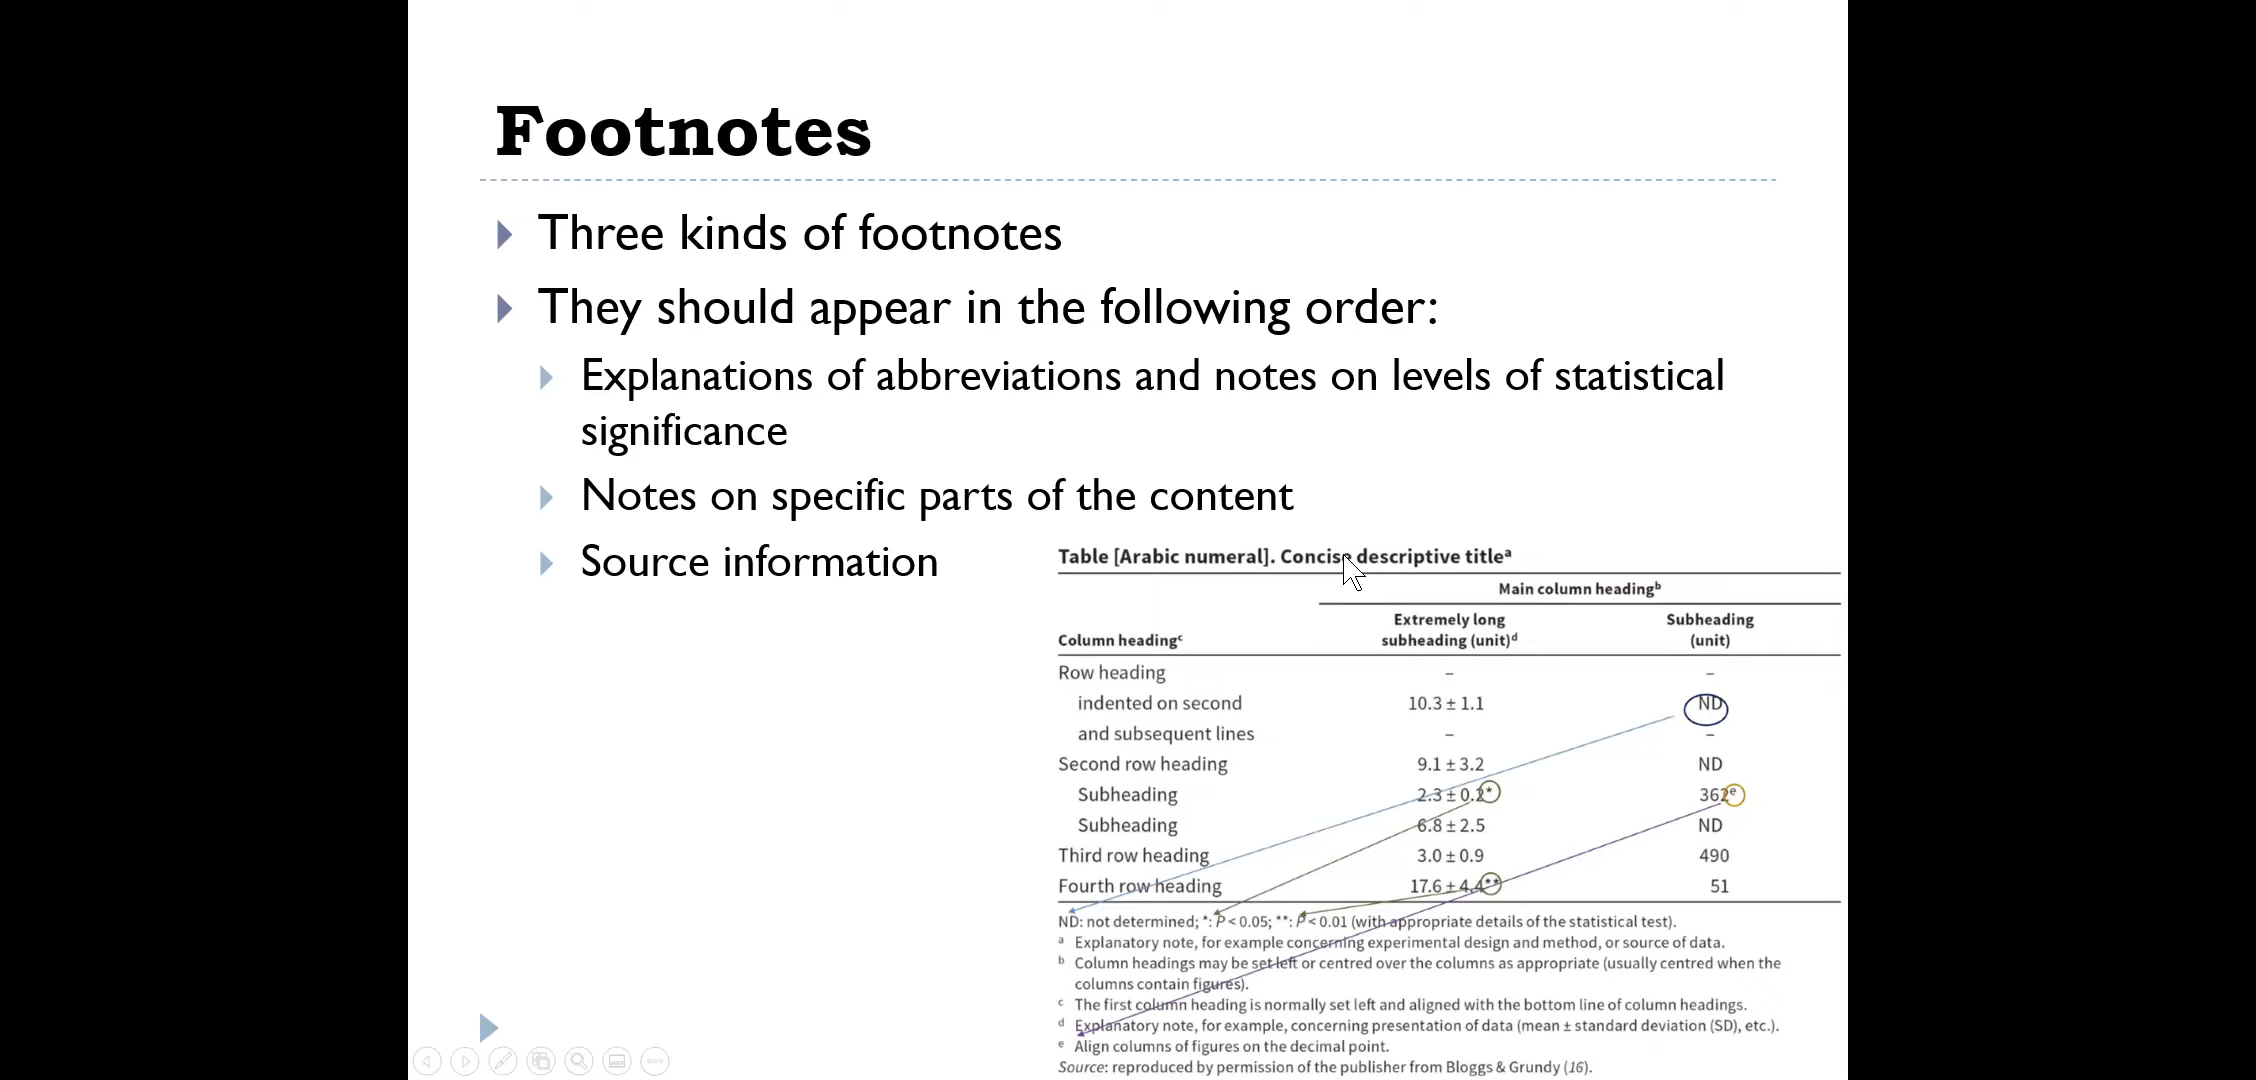 Footnotes
Three kinds of footnotes
They should appear in the following order:
Explanations of abbreviations and notes on levels of statistical
significance
Notes on specific parts of the content
Source information
Table [Arabic numeral]. Concise descriptive titleᵃ
Main column headingᵇ
Extremely long Subheading
Column headingᶜ subheading (unit)ᵈ (unit)
Row heading – –
indented on second 10.3 ± 1.1 ND
and subsequent lines – –
Second row heading 9.1 ± 3.2 ND
Subheading 2.3 ± 0.2* 362ᵉ
Subheading 6.8 ± 2.5 ND
Third row heading 3.0 ± 0.9 490
Fourth row heading 17.6 ± 4.4** 51
ND: not determined; *: P < 0.05; **: P < 0.01 (with appropriate details of the statistical test).
ᵃ Explanatory note, for example concerning experimental design and method, or source of data.
ᵇ Column headings may be set left or centred over the columns as appropriate (usually centred when the
columns contain figures).
ᶜ The first column heading is normally set left and aligned with the bottom line of column headings.
ᵈ Explanatory note, for example, concerning presentation of data (mean ± standard deviation (SD), etc.).
ᵉ Align columns of figures on the decimal point.
Source: reproduced by permission of the publisher from Bloggs & Grundy (16).